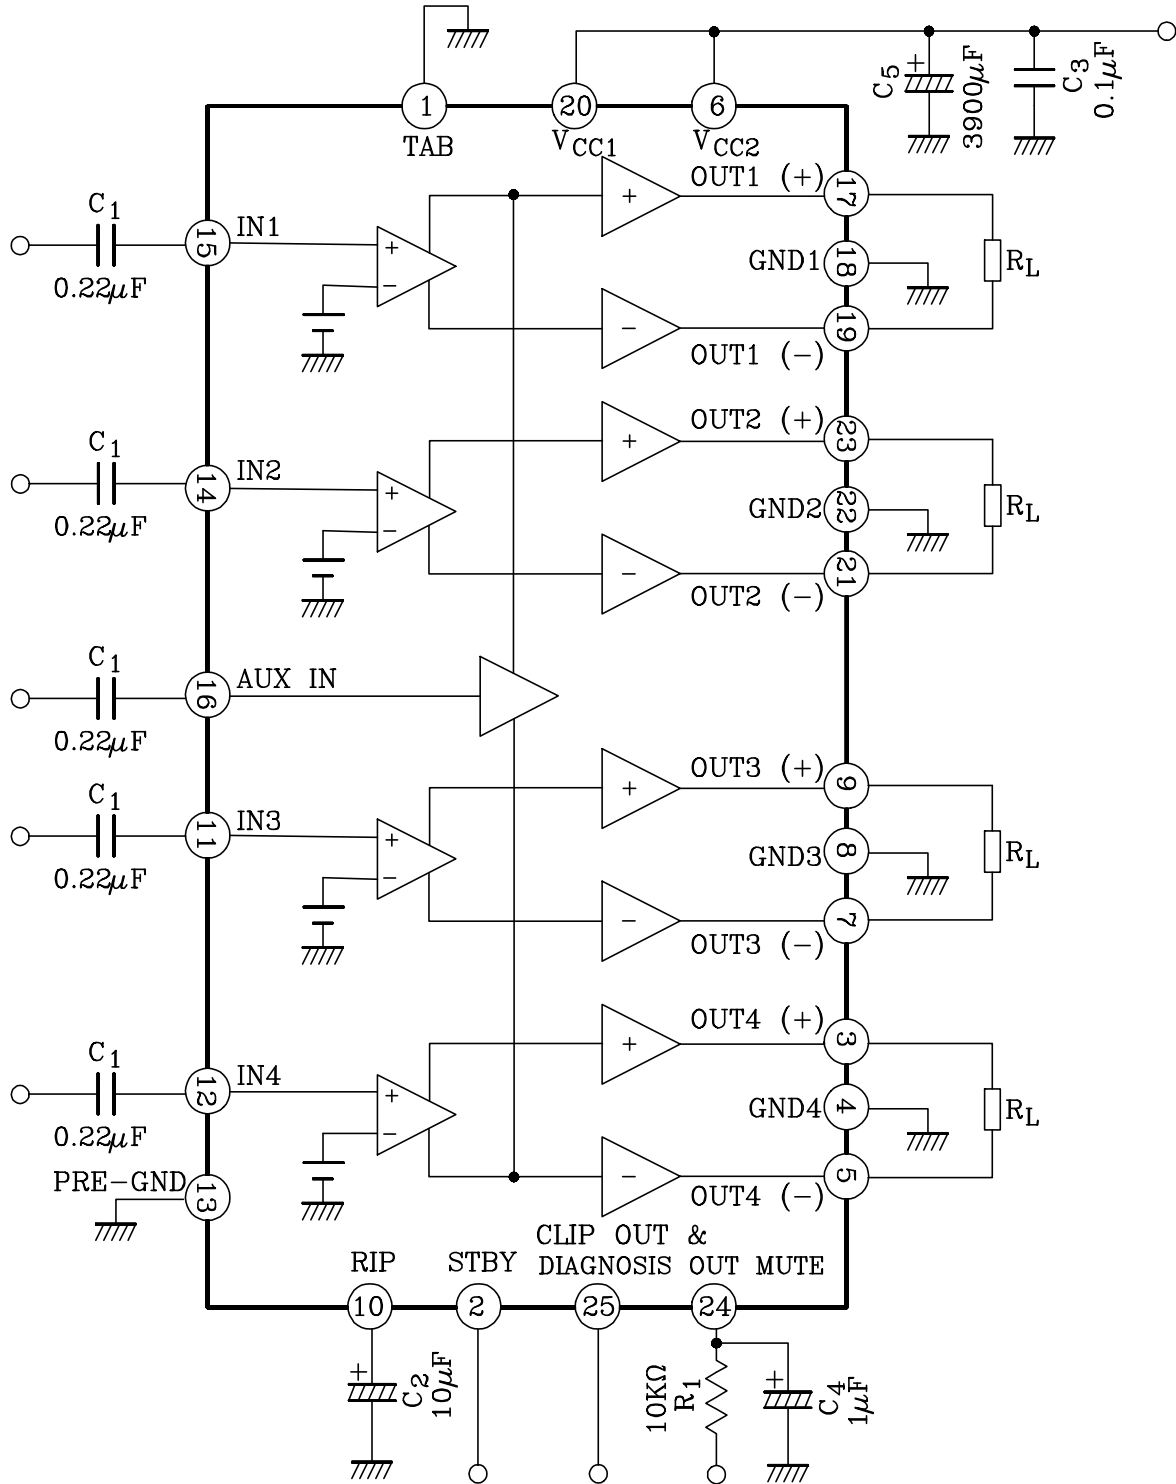 1
TAB
20
VCC1
6
VCC2
C5
+
3900μF
C3
0.1μF
C1
0.22μF
15
IN1
+
−
+
OUT1 (+)
17
GND1
18
RL
−
OUT1 (−)
19
C1
0.22μF
14
IN2
+
−
+
OUT2 (+)
23
GND2
22
RL
−
OUT2 (−)
21
C1
0.22μF
16
AUX IN
C1
0.22μF
11
IN3
+
−
+
OUT3 (+)
9
GND3
8
RL
−
OUT3 (−)
7
C1
0.22μF
12
IN4
+
−
+
OUT4 (+)
3
GND4
4
RL
−
OUT4 (−)
5
PRE-GND
13
RIP
10
STBY
2
CLIP OUT &
DIAGNOSIS OUT
25
MUTE
24
+
C2
10μF
10KΩ
R1
+
C4
1μF